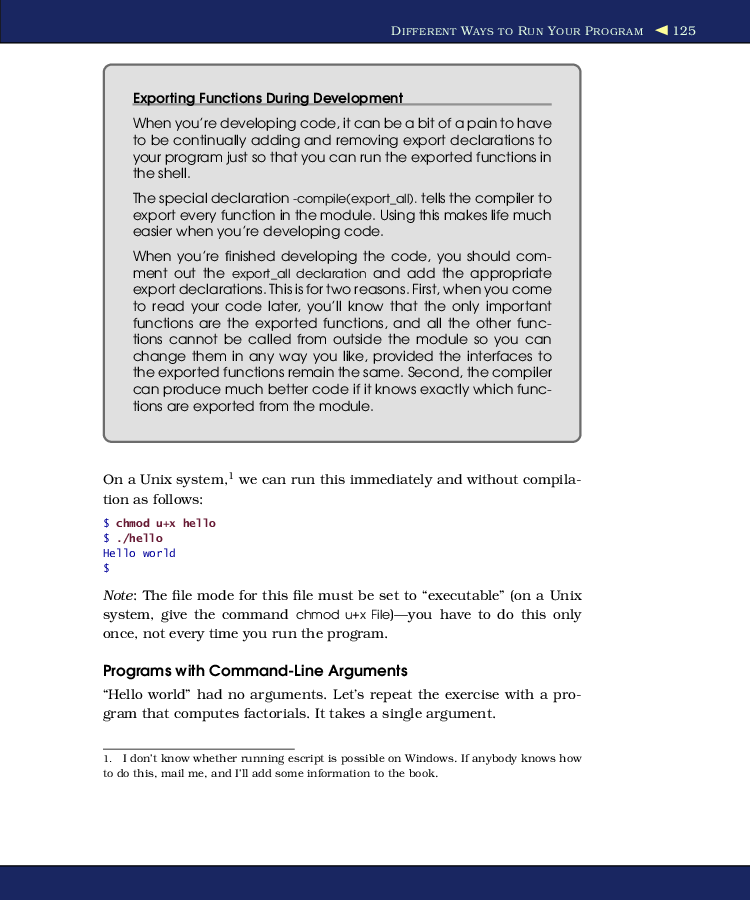 DIFFERENT WAYS TO RUN YOUR PROGRAM ◀ 125
Exporting Functions During Development
When you're developing code, it can be a bit of a pain to have
to be continually adding and removing export declarations to
your program just so that you can run the exported functions in
the shell.
The special declaration -compile(export_all). tells the compiler to
export every function in the module. Using this makes life much
easier when you're developing code.
When you're finished developing the code, you should com-
ment out the export_all declaration and add the appropriate
export declarations. This is for two reasons. First, when you come
to read your code later, you'll know that the only important
functions are the exported functions, and all the other func-
tions cannot be called from outside the module so you can
change them in any way you like, provided the interfaces to
the exported functions remain the same. Second, the compiler
can produce much better code if it knows exactly which func-
tions are exported from the module.
On a Unix system,1 we can run this immediately and without compila-
tion as follows:
$ chmod u+x hello
$ ./hello
Hello world
$
Note: The file mode for this file must be set to “executable” (on a Unix
system, give the command chmod u+x File)—you have to do this only
once, not every time you run the program.
Programs with Command-Line Arguments
“Hello world” had no arguments. Let's repeat the exercise with a pro-
gram that computes factorials. It takes a single argument.
1. I don't know whether running escript is possible on Windows. If anybody knows how
to do this, mail me, and I'll add some information to the book.